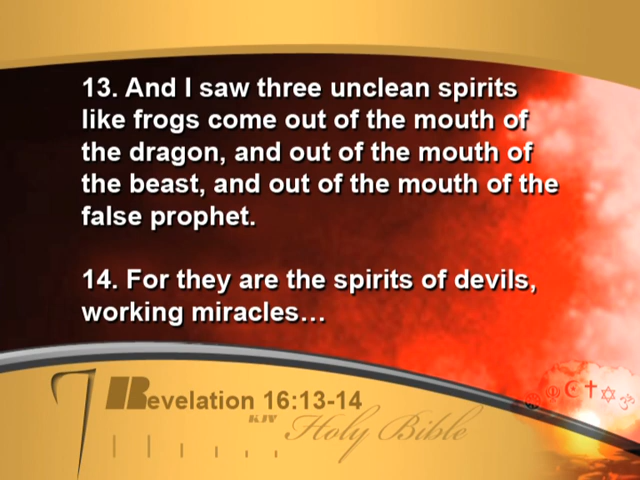 13. And I saw three unclean spirits
like frogs come out of the mouth of
the dragon, and out of the mouth of
the beast, and out of the mouth of the
false prophet.
14. For they are the spirits of devils,
working miracles…
7 Revelation 16:13-14
KJV Holy Bible